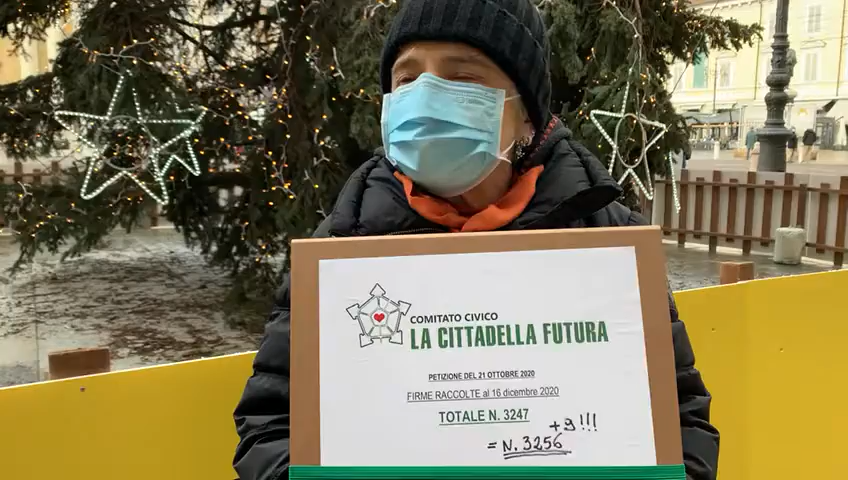 COMITATO CIVICO
LA CITTADELLA FUTURA
PETIZIONE DEL 21 OTTOBRE 2020
FIRME RACCOLTE al 16 dicembre 2020
TOTALE N. 3247
+9!!!
= N. 3256